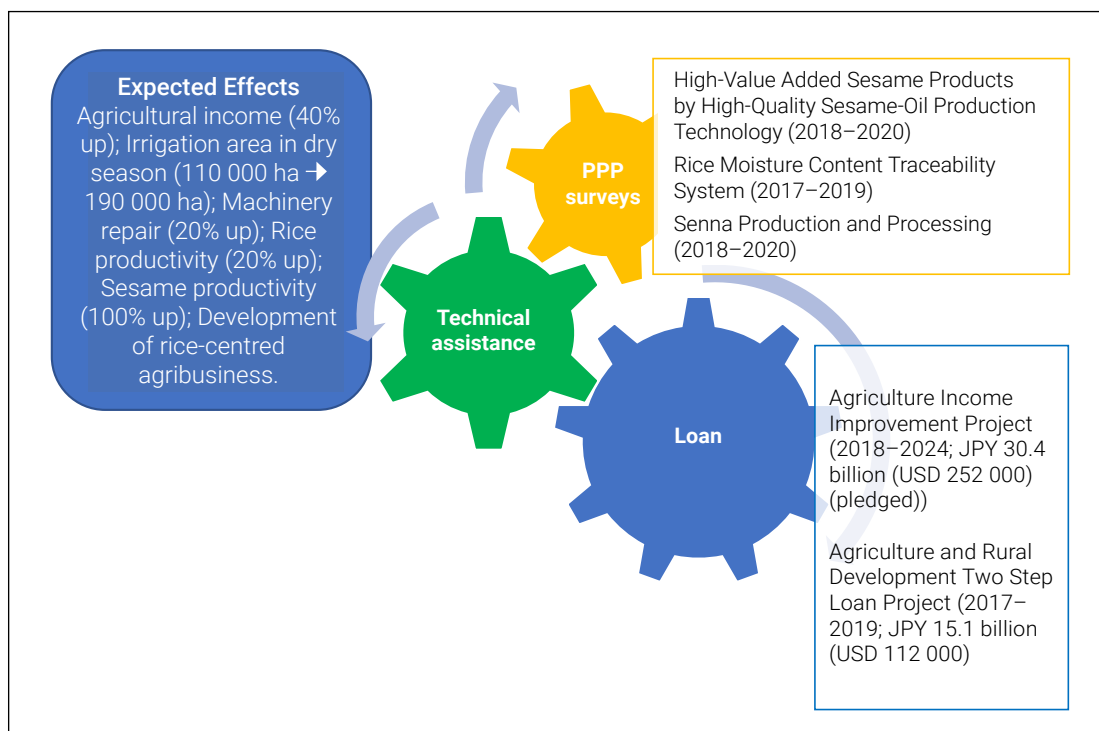 Expected Effects
Agricultural income (40%
up); Irrigation area in dry
season (110 000 ha →
190 000 ha); Machinery
repair (20% up); Rice
productivity (20% up);
Sesame productivity
(100% up); Development
of rice-centred
agribusiness.
PPP
surveys
High-Value Added Sesame Products
by High-Quality Sesame-Oil Production
Technology (2018–2020)
Rice Moisture Content Traceability
System (2017–2019)
Senna Production and Processing
(2018–2020)
Technical
assistance
Loan
Agriculture Income
Improvement Project
(2018–2024; JPY 30.4
billion (USD 252 000)
(pledged))
Agriculture and Rural
Development Two Step
Loan Project (2017–
2019; JPY 15.1 billion
(USD 112 000)